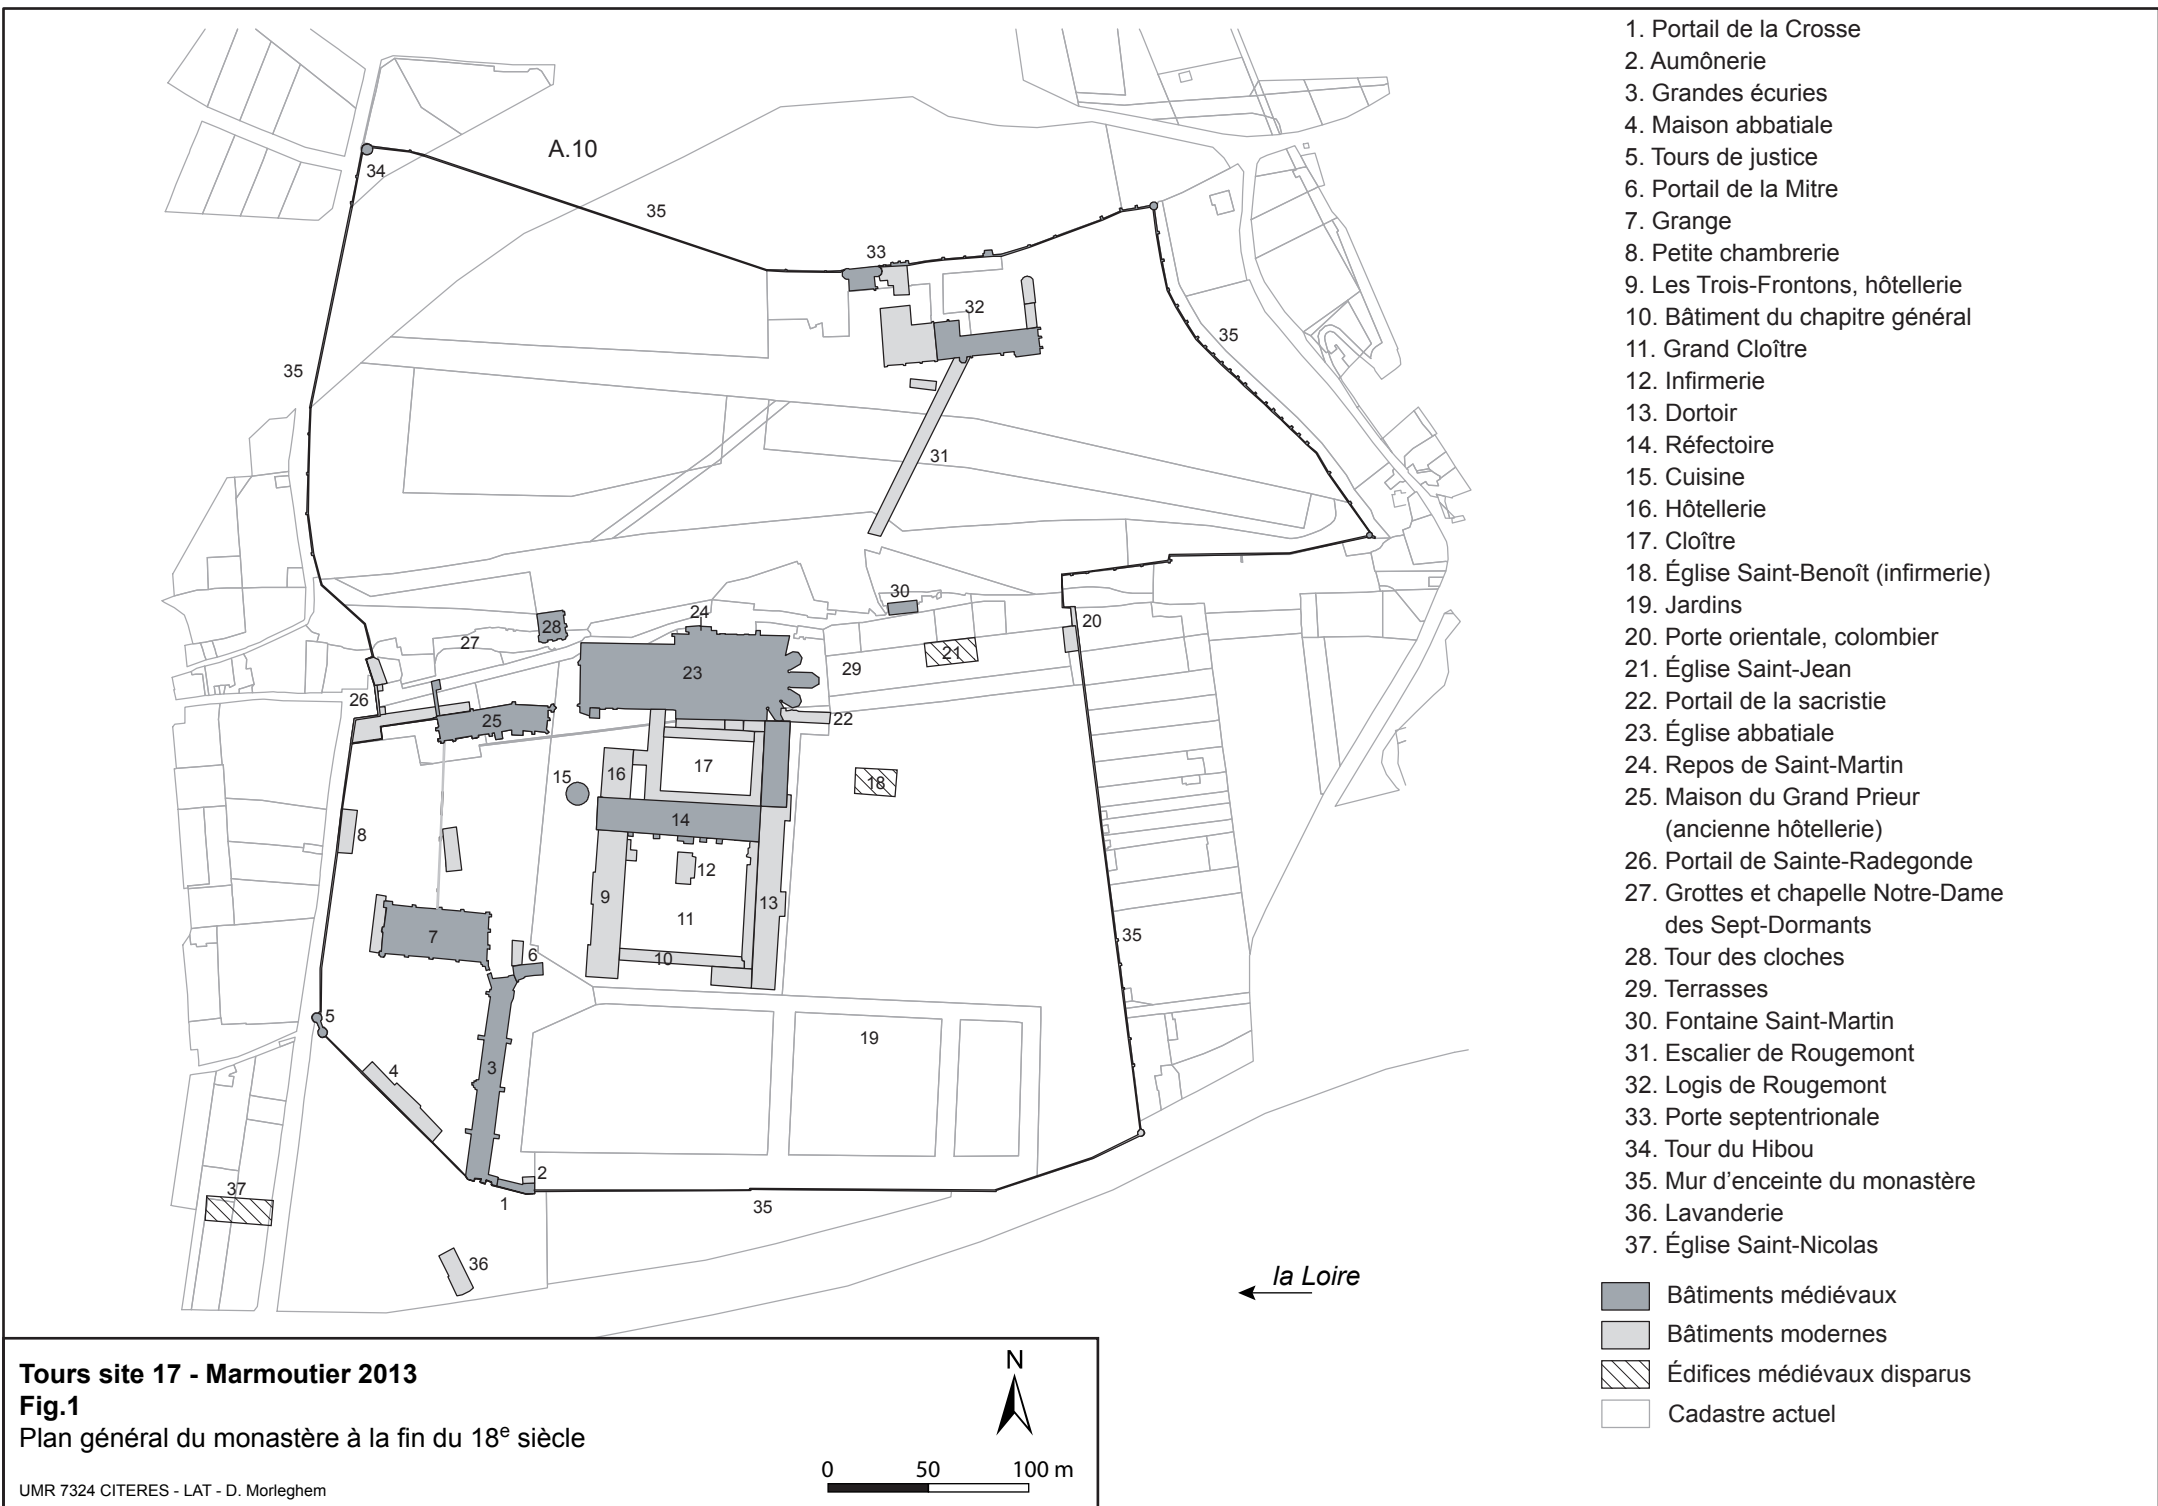 1. Portail de la Crosse
2. Aumônerie
3. Grandes écuries
4. Maison abbatiale
5. Tours de justice
6. Portail de la Mitre
7. Grange
8. Petite chambrerie
9. Les Trois-Frontons, hôtellerie
10. Bâtiment du chapitre général
11. Grand Cloître
12. Infirmerie
13. Dortoir
14. Réfectoire
15. Cuisine
16. Hôtellerie
17. Cloître
18. Église Saint-Benoît (infirmerie)
19. Jardins
20. Porte orientale, colombier
21. Église Saint-Jean
22. Portail de la sacristie
23. Église abbatiale
24. Repos de Saint-Martin
25. Maison du Grand Prieur
(ancienne hôtellerie)
26. Portail de Sainte-Radegonde
27. Grottes et chapelle Notre-Dame
des Sept-Dormants
28. Tour des cloches
29. Terrasses
30. Fontaine Saint-Martin
31. Escalier de Rougemont
32. Logis de Rougemont
33. Porte septentrionale
34. Tour du Hibou
35. Mur d'enceinte du monastère
36. Lavanderie
37. Église Saint-Nicolas
Bâtiments médiévaux
Bâtiments modernes
Édifices médiévaux disparus
Cadastre actuel
A.10
34
35
33
32
35
35
31
30
24
20
28
27
21
23
29
26
25
22
17
16
15
18
14
8
12
9
13
11
7
35
6
10
5
19
3
4
2
37
1
35
36
la Loire
Tours site 17 - Marmoutier 2013
Fig.1
Plan général du monastère à la fin du 18e siècle
UMR 7324 CITERES - LAT - D. Morleghem
N
0 50 100 m